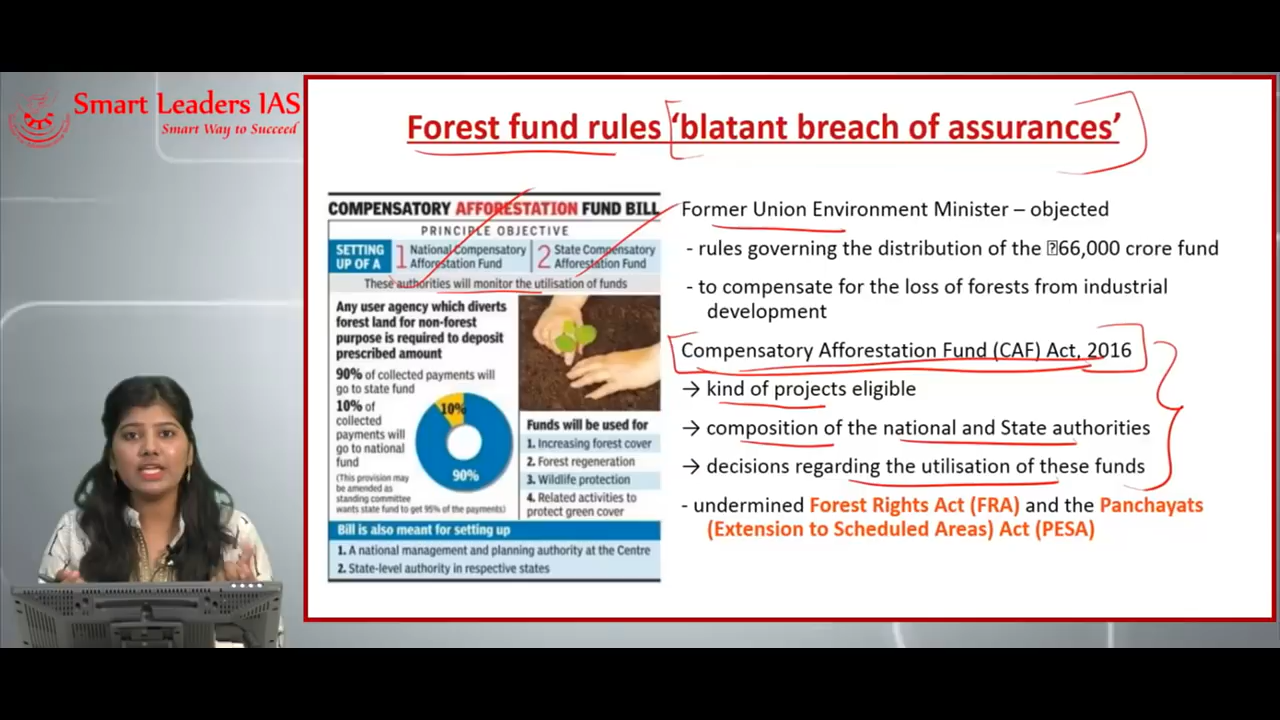 Smart Leaders IAS
Smart Way to Succeed
Forest fund rules ‘blatant breach of assurances’
COMPENSATORY AFFORESTATION FUND BILL
PRINCIPLE OBJECTIVE
SETTING UP OF A
1 National Compensatory Afforestation Fund
2 State Compensatory Afforestation Fund
These authorities will monitor the utilisation of funds
Any user agency which diverts
forest land for non-forest
purpose is required to deposit
prescribed amount
90% of collected payments will
go to state fund
10% of
collected
payments will
go to national
fund
(This provision may
be amended as
standing committee
wants state fund to get 95% of the payments)
10%
90%
Funds will be used for
1. Increasing forest cover
2. Forest regeneration
3. Wildlife protection
4. Related activities to
protect green cover
Bill is also meant for setting up
1. A national management and planning authority at the Centre
2. State-level authority in respective states
Former Union Environment Minister – objected
- rules governing the distribution of the 66,000 crore fund
- to compensate for the loss of forests from industrial
development
Compensatory Afforestation Fund (CAF) Act, 2016
→ kind of projects eligible
→ composition of the national and State authorities
→ decisions regarding the utilisation of these funds
- undermined Forest Rights Act (FRA) and the Panchayats
(Extension to Scheduled Areas) Act (PESA)